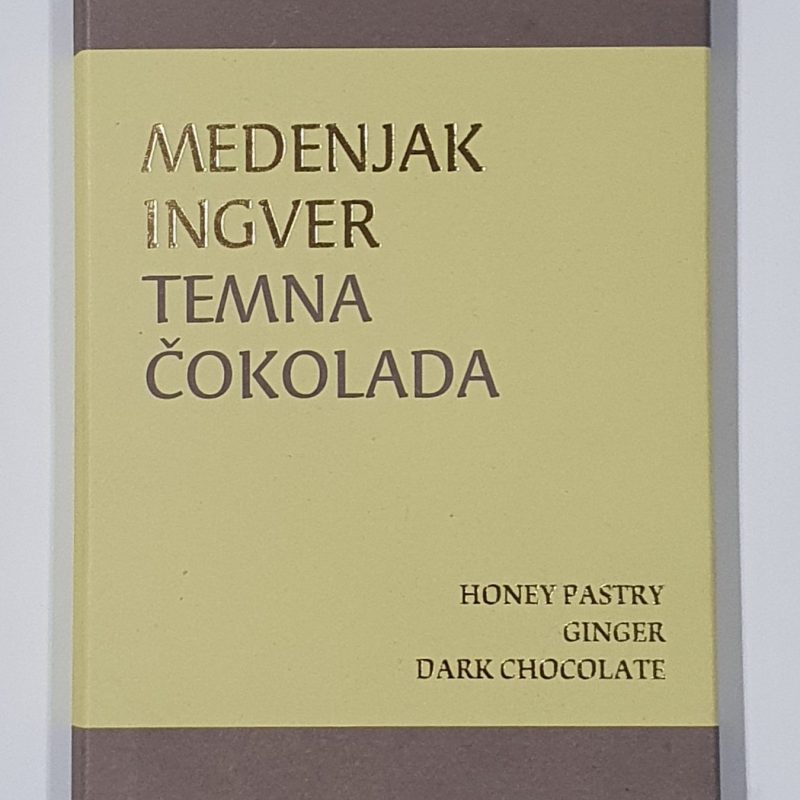 MEDENJAK
INGVER
TEMNA
ČOKOLADA
HONEY PASTRY
GINGER
DARK CHOCOLATE